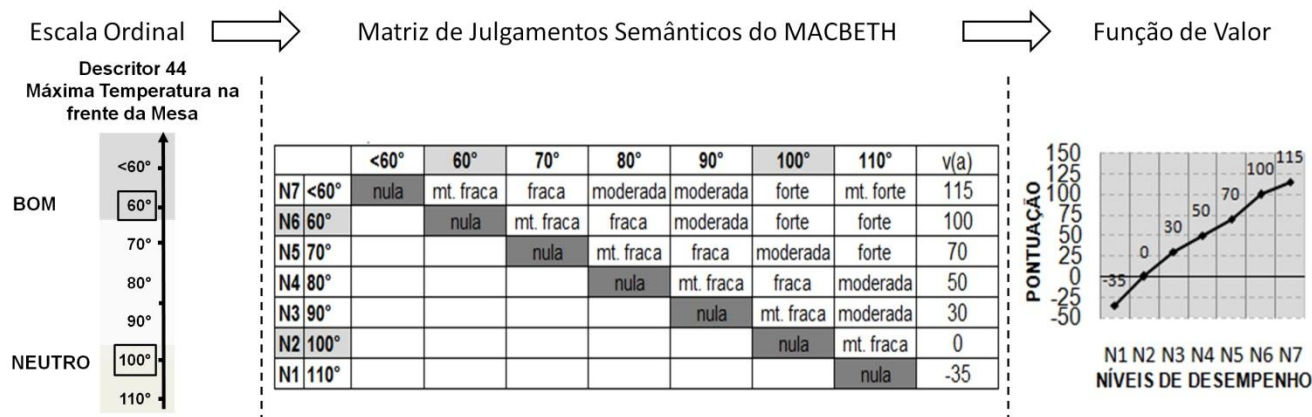 Escala Ordinal
Matriz de Julgamentos Semânticos do MACBETH
Função de Valor
Descritor 44
Máxima Temperatura na
frente da Mesa
<60°
BOM
60°
70°
80°
90°
NEUTRO
100°
110°
<60° 60° 70° 80° 90° 100° 110° v(a)
N7 <60° nula mt. fraca fraca moderada moderada forte mt. forte 115
N6 60° nula mt. fraca fraca moderada forte forte 100
N5 70° nula mt. fraca fraca moderada forte 70
N4 80° nula mt. fraca fraca moderada 50
N3 90° nula mt. fraca moderada 30
N2 100° nula mt. fraca 0
N1 110° nula -35
PONTUAÇÃO
150
125
100
75
50
25
0
-25
-50
-35
0
30
50
70
100
115
N1 N2 N3 N4 N5 N6 N7
NÍVEIS DE DESEMPENHO